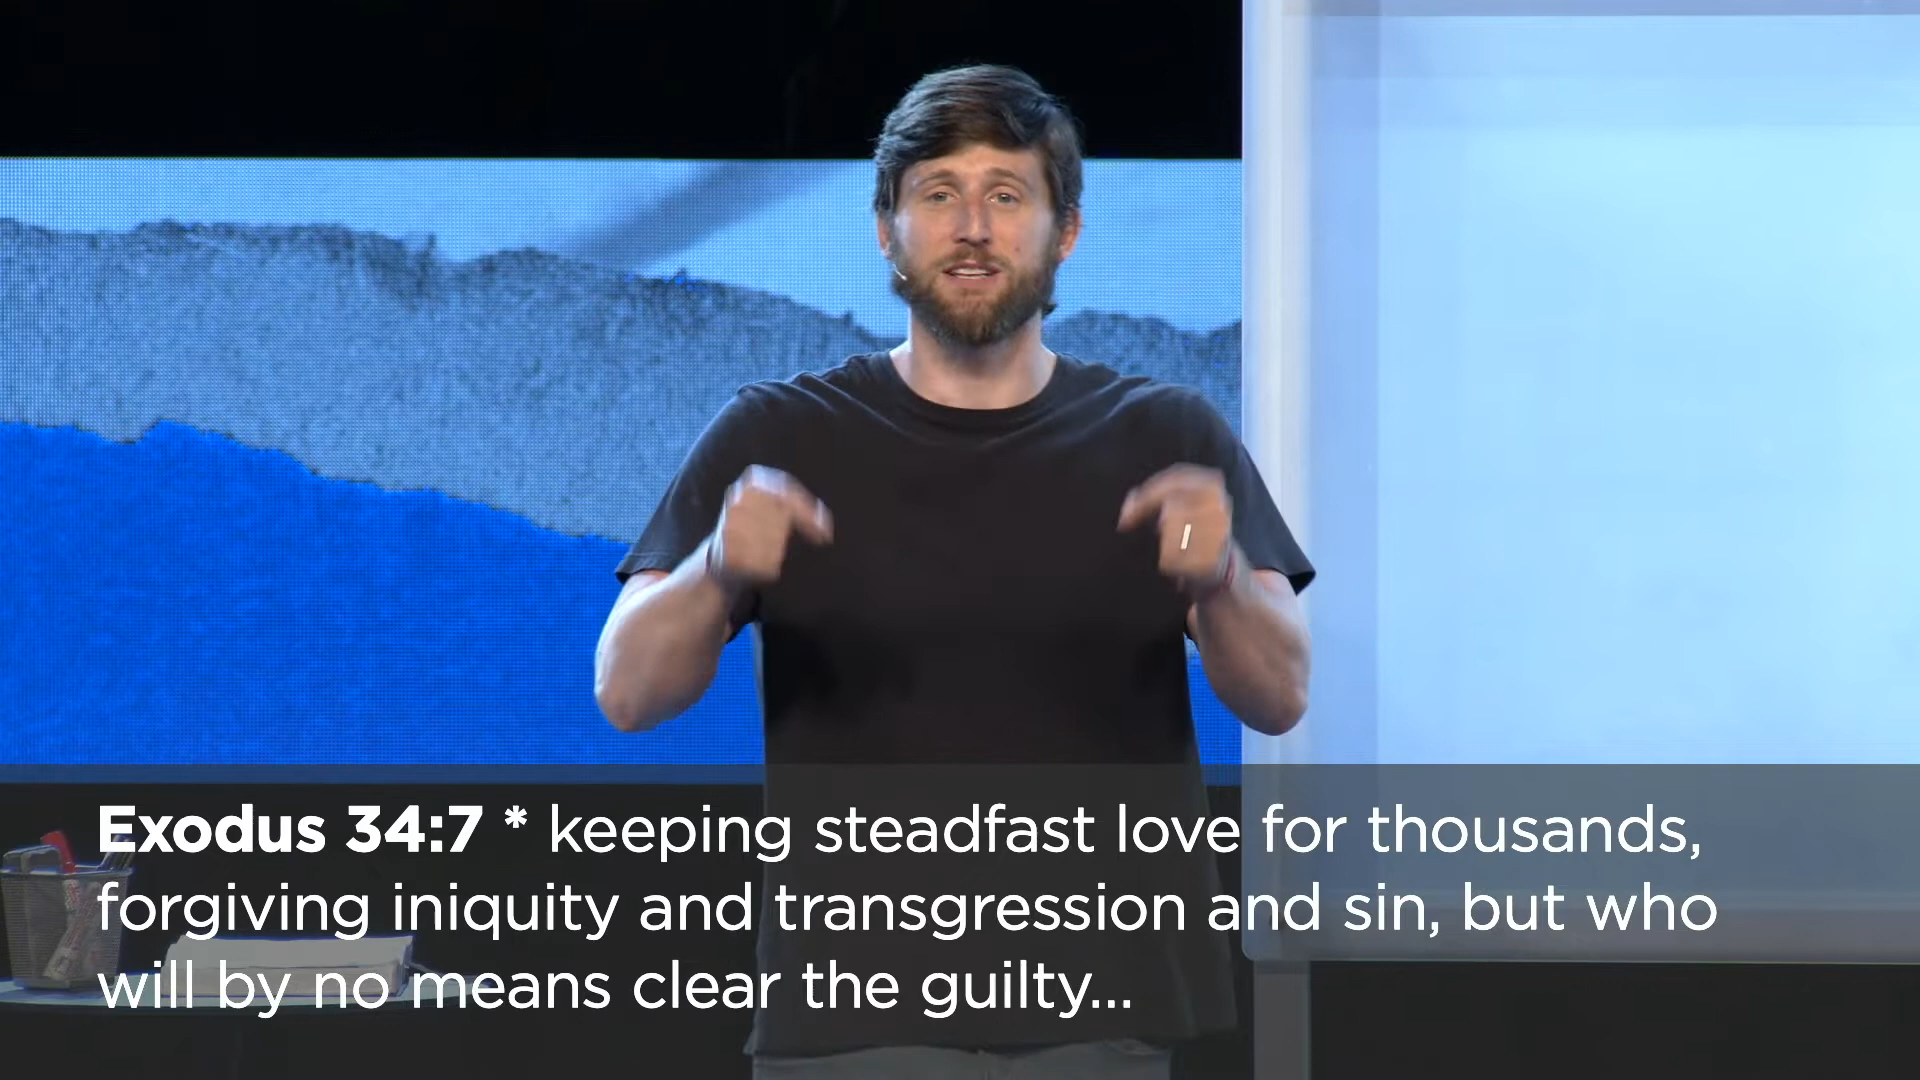 Exodus 34:7 * keeping steadfast love for thousands,
forgiving iniquity and transgression and sin, but who
will by no means clear the guilty...